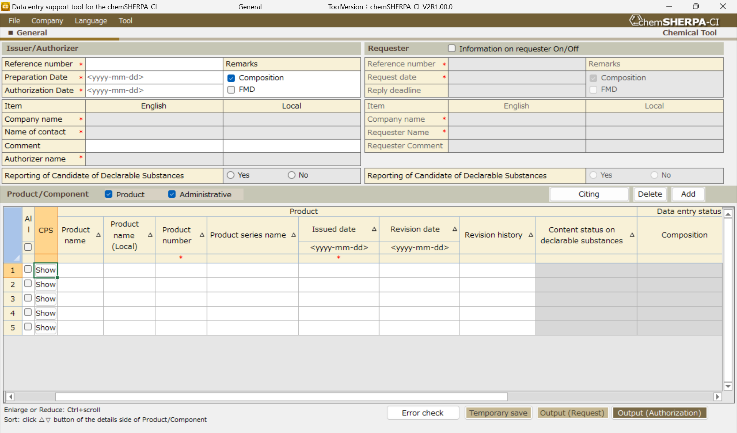 Data entry support tool for the chemSHERPA-CI General ToolVersion : chemSHERPA CI V2R1.00.0
File Company Language Tool
chemSHERPA-CI
■ General
Chemical Tool
Issuer/Authorizer
Reference number * Remarks
Preparation Date * <yyyy-mm-dd> Composition
Authorization Date * <yyyy-mm-dd> FMD
Item English Local
Company name *
Name of contact *
Comment
Authorizer name *
Reporting of Candidate of Declarable Substances Yes No
Requester Information on requester On/Off
Reference number * Remarks
Request date * Composition
Reply deadline FMD
Item English Local
Company name *
Requester Name *
Requester Comment
Reporting of Candidate of Declarable Substances Yes No
Product/Component Product Administrative Citing Delete Add
All CPS Product Data entry status
Product name △ Product name (Local) △ Product number △ Product series name △ Issued date △ Revision date △ Revision history △ Content status on declarable substances △ Composition
<yyyy-mm-dd> <yyyy-mm-dd>
* *
1 Show
2 Show
3 Show
4 Show
5 Show
Enlarge or Reduce: Ctrl+scroll
Sort: click △▽ button of the details side of Product/Component
Error check Temporary save Output (Request) Output (Authorization)